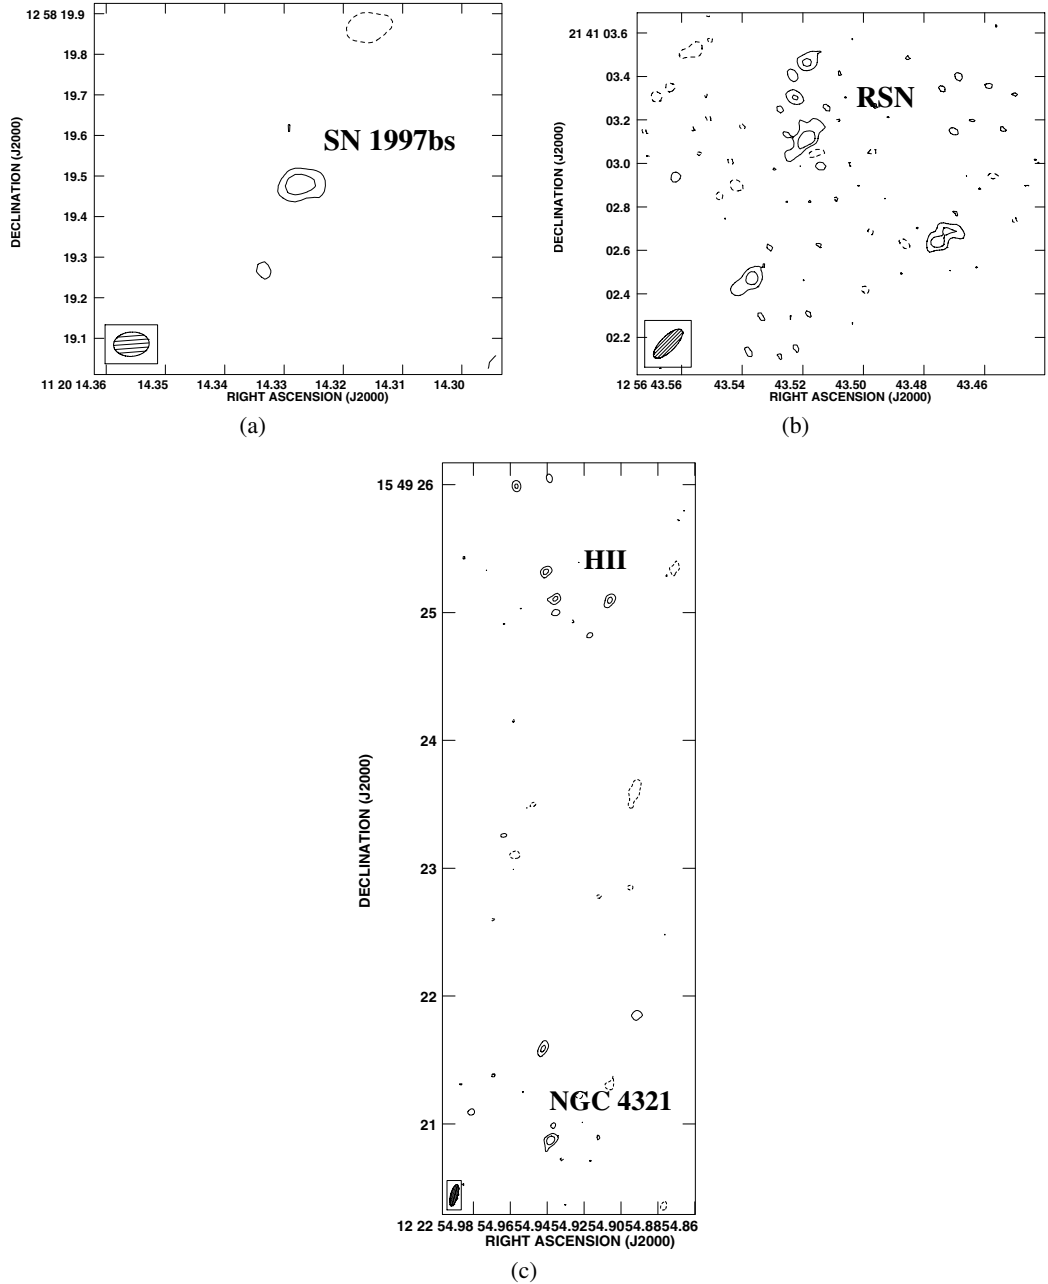 12 58 19.9
19.8
19.7
19.6
19.5
19.4
19.3
19.2
19.1
DECLINATION (J2000)
SN 1997bs
11 20 14.36 14.35 14.34 14.33 14.32 14.31 14.30
RIGHT ASCENSION (J2000)
(a)
21 41 03.6
03.4
03.2
03.0
02.8
02.6
02.4
02.2
DECLINATION (J2000)
RSN
12 56 43.56 43.54 43.52 43.50 43.48 43.46
RIGHT ASCENSION (J2000)
(b)
15 49 26
25
24
23
22
21
DECLINATION (J2000)
HII
NGC 4321
12 22 54.98 54.96 54.94 54.92 54.90 54.88 54.86
RIGHT ASCENSION (J2000)
(c)